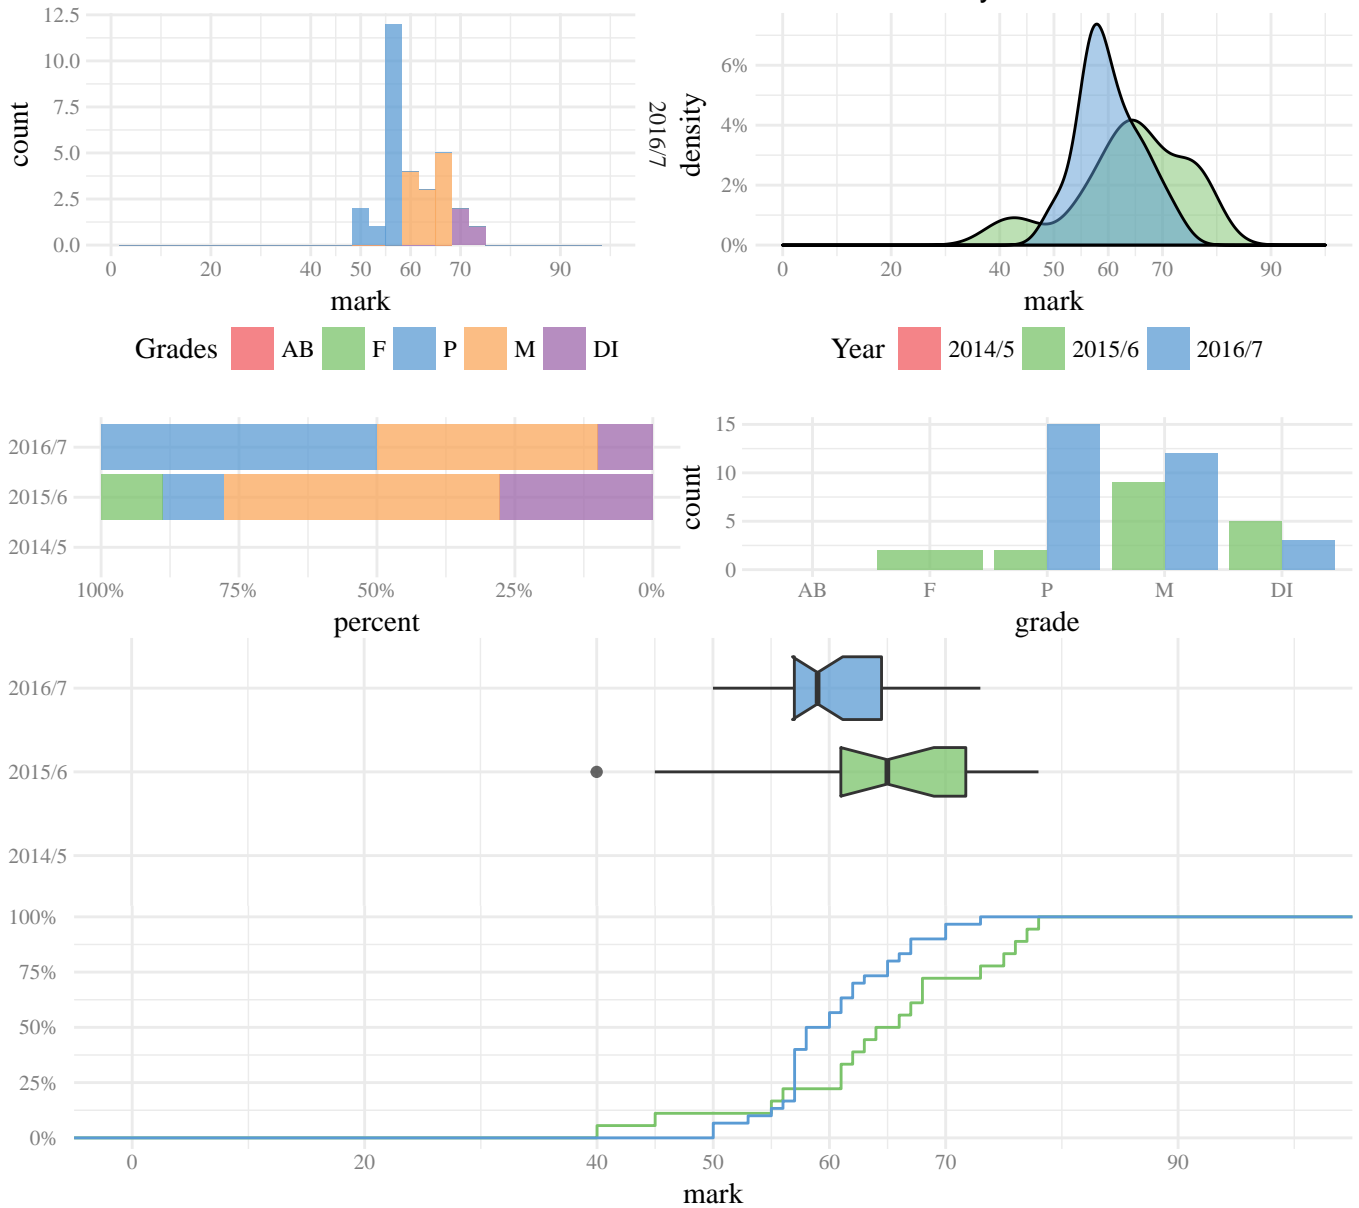 12.5
10.0
7.5
5.0
2.5
0.0
count
0 20 40 50 60 70 90
mark
2016/7
6%
4%
2%
0%
density
0 20 40 50 60 70 90
mark
Grades AB F P M DI
Year 2014/5 2015/6 2016/7
2016/7
2015/6
2014/5
100% 75% 50% 25% 0%
percent
15
10
5
0
count
AB F P M DI
grade
2016/7
2015/6
2014/5
100%
75%
50%
25%
0%
0 20 40 50 60 70 90
mark